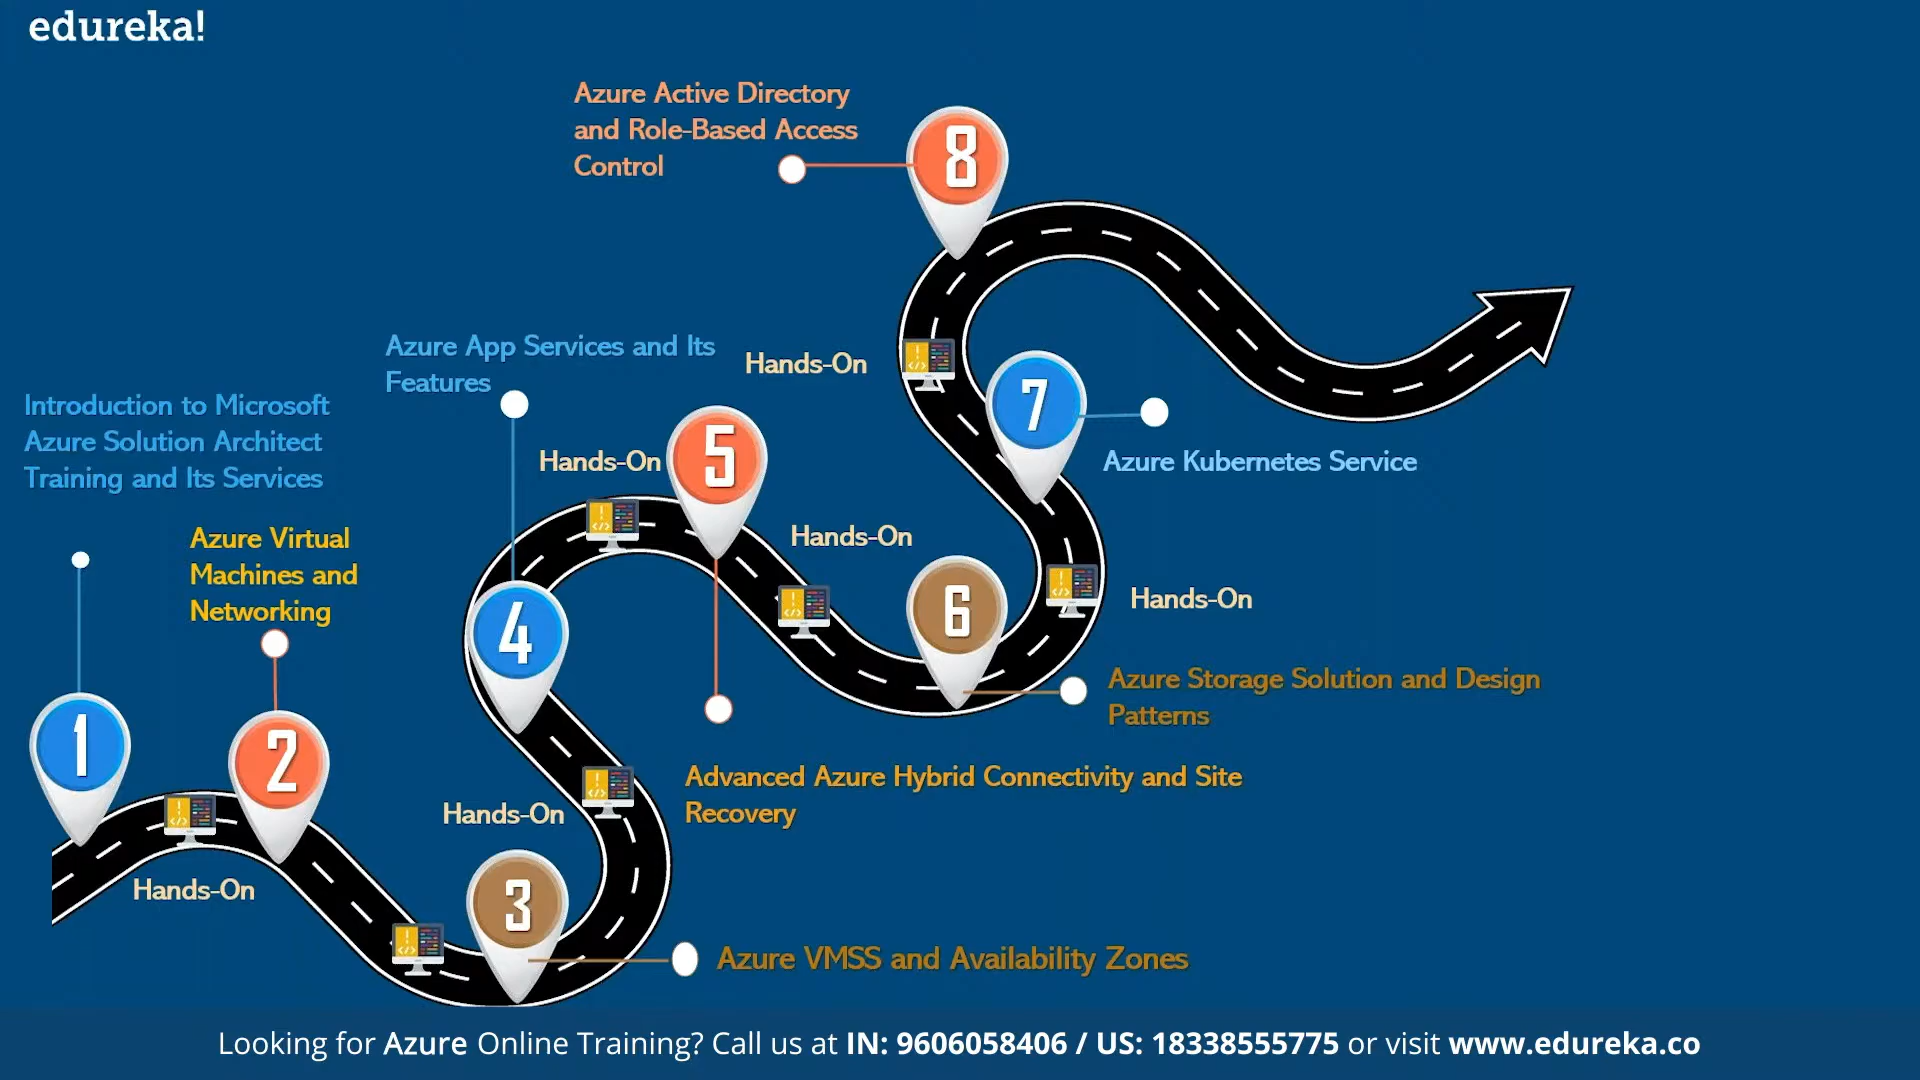 edureka!
Azure Active Directory
and Role-Based Access
Control
8
Azure App Services and Its
Features
Hands-On
7
Introduction to Microsoft
Azure Solution Architect
Training and Its Services
Hands-On
5
Azure Kubernetes Service
Azure Virtual
Machines and
Networking
Hands-On
4
6
Hands-On
Azure Storage Solution and Design
Patterns
1
2
Advanced Azure Hybrid Connectivity and Site
Recovery
Hands-On
Hands-On
3
Azure VMSS and Availability Zones
Looking for Azure Online Training? Call us at IN: 9606058406 / US: 18338555775 or visit www.edureka.co